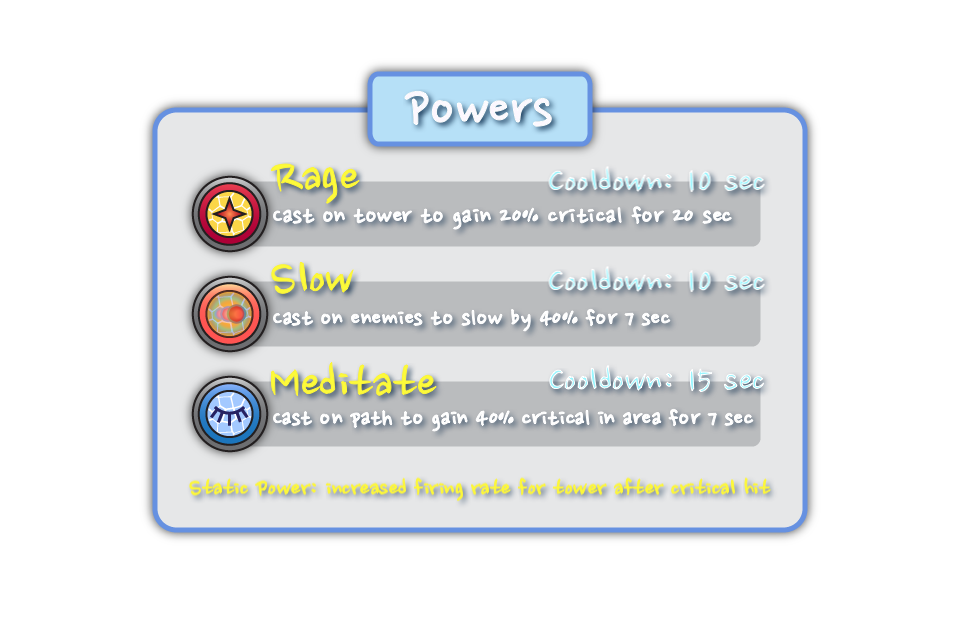 Powers
Rage
Cooldown: 10 sec
cast on tower to gain 20% critical for 20 sec
Slow
Cooldown: 10 sec
cast on enemies to slow by 40% for 7 sec
Meditate
Cooldown: 15 sec
cast on path to gain 40% critical in area for 7 sec
Static Power: increased firing rate for tower after critical hit